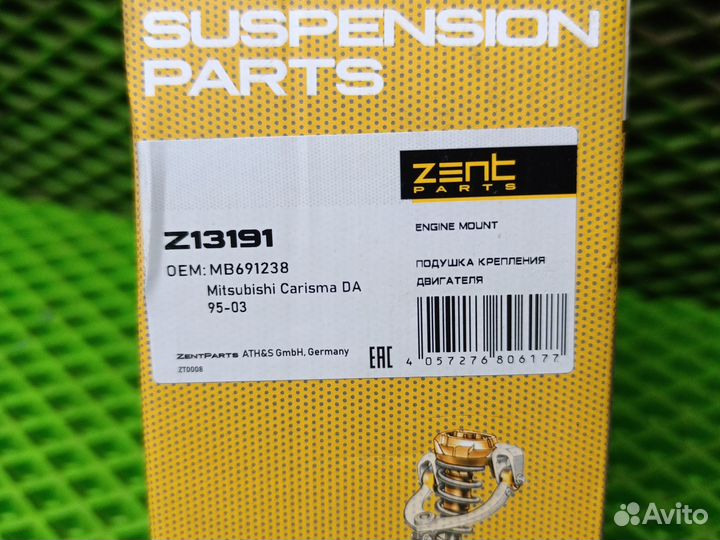 SUSPENSION
PARTS
zent
PARTS
Z13191
OEM: MB691238
Mitsubishi Carisma DA
95-03
ENGINE MOUNT
ПОДУШКА КРЕПЛЕНИЯ
ДВИГАТЕЛЯ
ZENTPARTS ATH&S GmbH, Germany
ZT0008
EAC
4 057276 806177
Avito